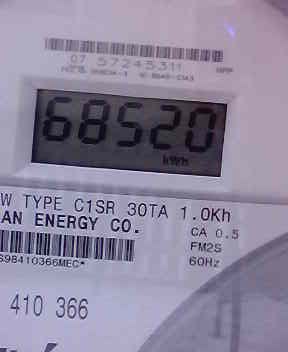 07 57245311
68520
kWh
W TYPE C1SR 30TA 1.0Kh
AN ENERGY CO.
CA 0.5
FM2S
60Hz
S98410366MEC*
410 366